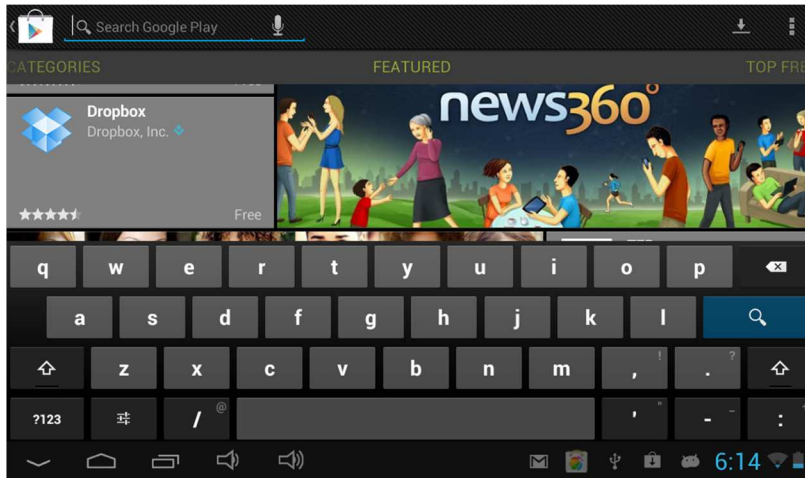 Search Google Play
CATEGORIES
FEATURED
TOP FRE
Dropbox
Dropbox, Inc.
Free
news360°
q w e r t y u i o p
a s d f g h j k l
z x c v b n m , ! . ?
?123 / @ ' " - _ :
6:14